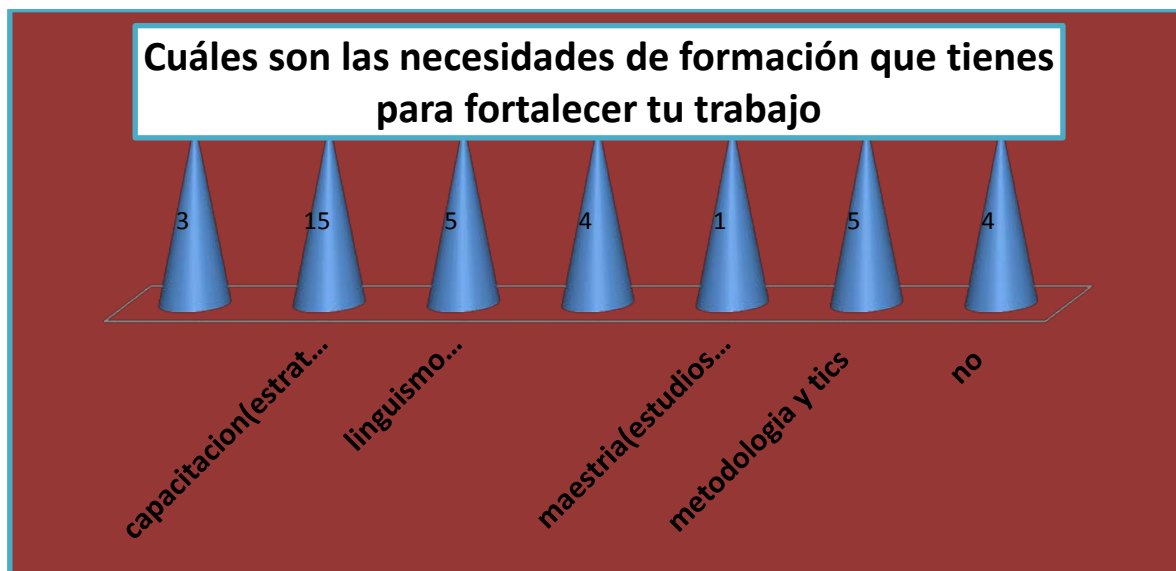 Cuáles son las necesidades de formación que tienes
para fortalecer tu trabajo
3
15
5
4
1
5
4
capacitacion(estrat...
linguismo...
maestria(estudios...
metodologia y tics
no